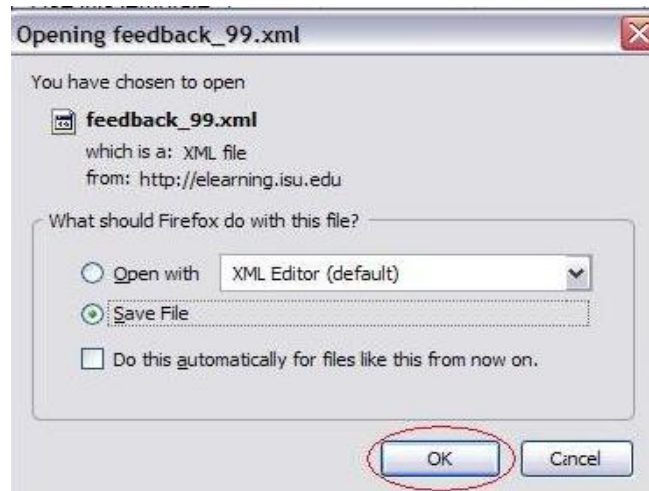 Opening feedback_99.xml
You have chosen to open
feedback_99.xml
which is a: XML file
from: http://elearning.isu.edu
What should Firefox do with this file?
Open with XML Editor (default)
Save File
Do this automatically for files like this from now on.
OK Cancel